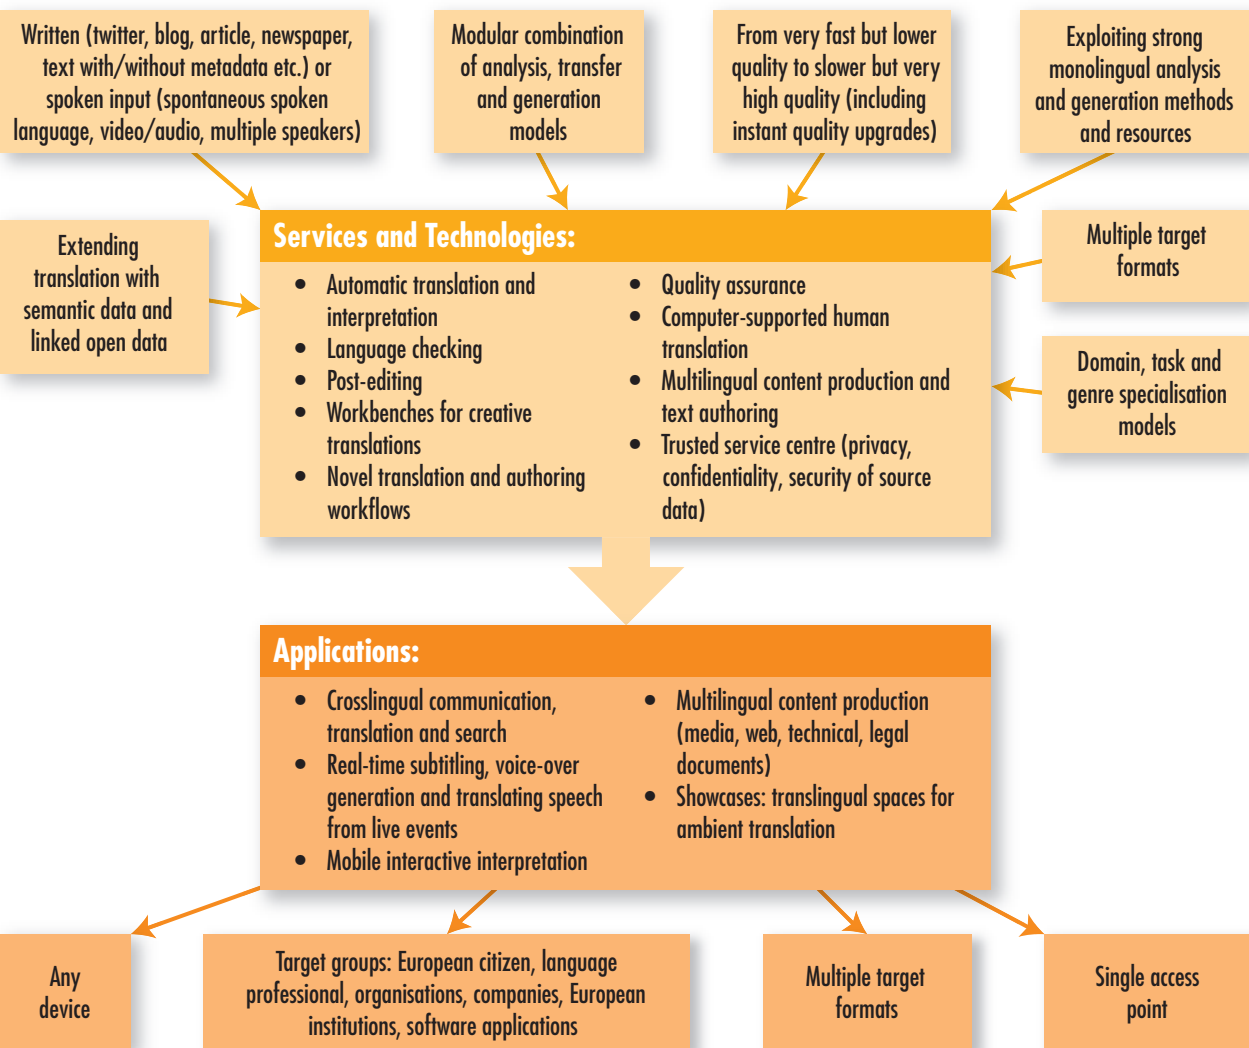 Written (twitter, blog, article, newspaper,
text with/without metadata etc.) or
spoken input (spontaneous spoken
language, video/audio, multiple speakers)
Modular combination
of analysis, transfer
and generation
models
From very fast but lower
quality to slower but very
high quality (including
instant quality upgrades)
Exploiting strong
monolingual analysis
and generation methods
and resources
Extending
translation with
semantic data and
linked open data
Services and Technologies:
• Automatic translation and
interpretation
• Language checking
• Post-editing
• Workbenches for creative
translations
• Novel translation and authoring
workflows
• Quality assurance
• Computer-supported human
translation
• Multilingual content production and
text authoring
• Trusted service centre (privacy,
confidentiality, security of source
data)
Multiple target
formats
Domain, task and
genre specialisation
models
Applications:
• Crosslingual communication,
translation and search
• Real-time subtitling, voice-over
generation and translating speech
from live events
• Mobile interactive interpretation
• Multilingual content production
(media, web, technical, legal
documents)
• Showcases: translingual spaces for
ambient translation
Any
device
Target groups: European citizen, language
professional, organisations, companies, European
institutions, software applications
Multiple target
formats
Single access
point